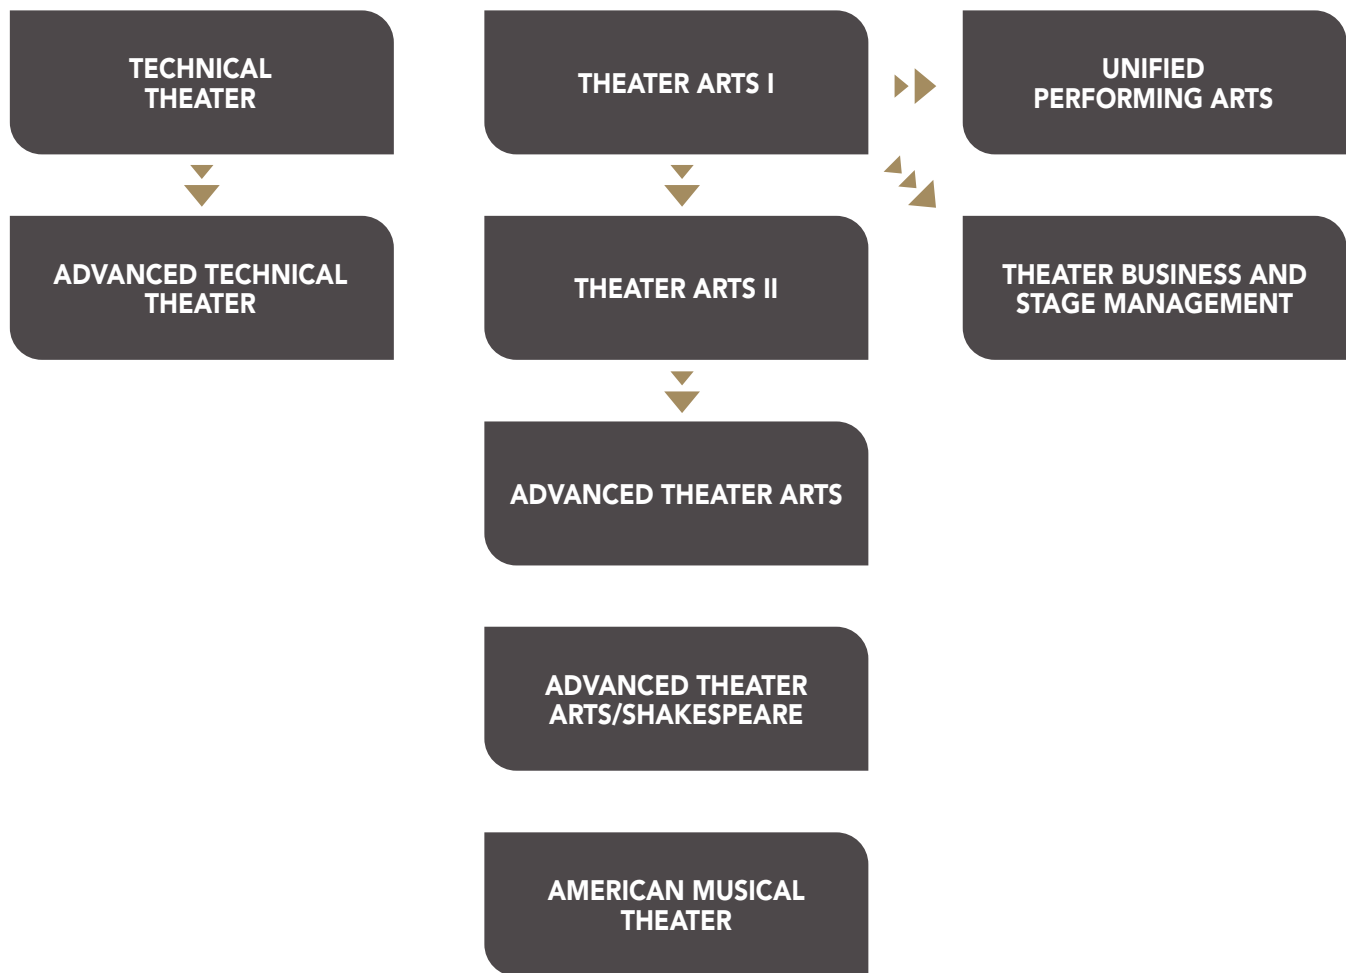 TECHNICAL
THEATER
THEATER ARTS I
UNIFIED
PERFORMING ARTS
ADVANCED TECHNICAL
THEATER
THEATER ARTS II
THEATER BUSINESS AND
STAGE MANAGEMENT
ADVANCED THEATER ARTS
ADVANCED THEATER
ARTS/SHAKESPEARE
AMERICAN MUSICAL
THEATER